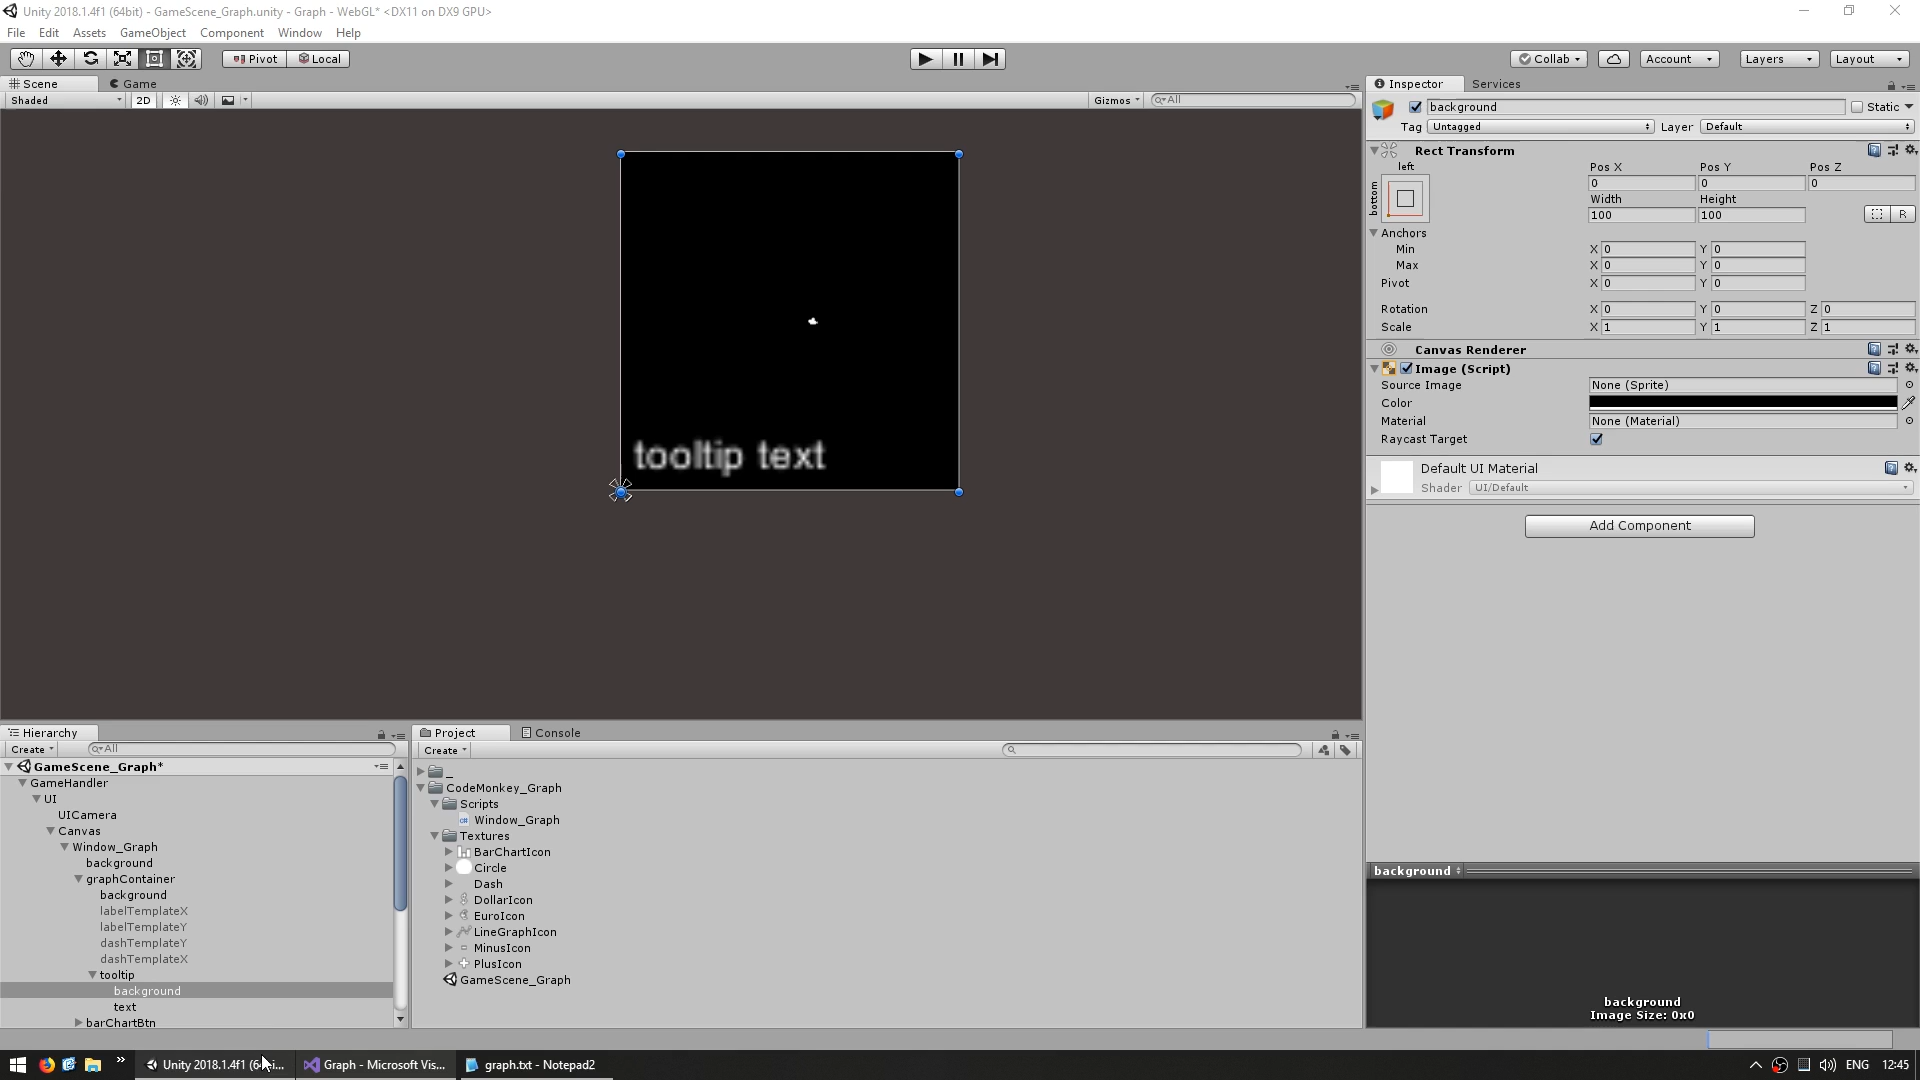 Unity 2018.1.4f1 (64bit) - GameScene_Graph.unity - Graph - WebGL* <DX11 on DX9 GPU>
File Edit Assets GameObject Component Window Help
Pivot Local Collab Account Layers Layout
Scene Game
Shaded 2D Gizmos All
tooltip text
Inspector Services
background Static
Tag Untagged Layer Default
Rect Transform
left Pos X Pos Y Pos Z
bottom 0 0 0
Width Height
100 100 R
Anchors
Min X 0 Y 0
Max X 0 Y 0
Pivot X 0 Y 0
Rotation X 0 Y 0 Z 0
Scale X 1 Y 1 Z 1
Canvas Renderer
Image (Script)
Source Image None (Sprite)
Color
Material None (Material)
Raycast Target
Default UI Material
Shader UI/Default
Add Component
background
background
Image Size: 0x0
Hierarchy
Create All
GameScene_Graph*
GameHandler
UI
UICamera
Canvas
Window_Graph
background
graphContainer
background
labelTemplateX
labelTemplateY
dashTemplateY
dashTemplateX
tooltip
background
text
barChartBtn
Project Console
Create
_
CodeMonkey_Graph
Scripts
Window_Graph
Textures
BarChartIcon
Circle
Dash
DollarIcon
EuroIcon
LineGraphIcon
MinusIcon
PlusIcon
GameScene_Graph
Unity 2018.1.4f1 (64bi... Graph - Microsoft Vis... graph.txt - Notepad2 ENG 12:45